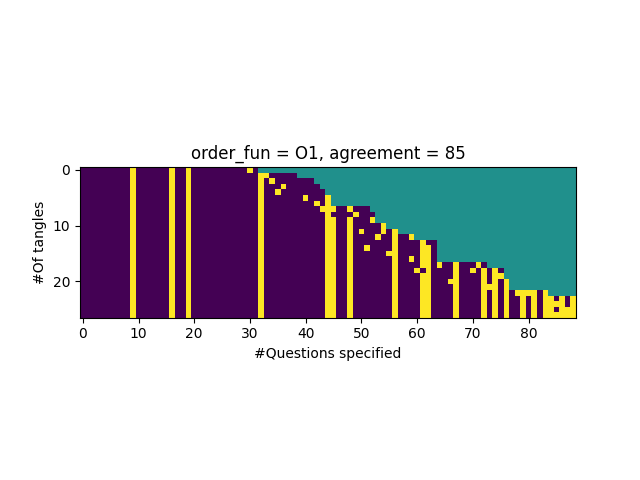 order_fun = O1, agreement = 85
0
10
20
#Of tangles
0 10 20 30 40 50 60 70 80
#Questions specified